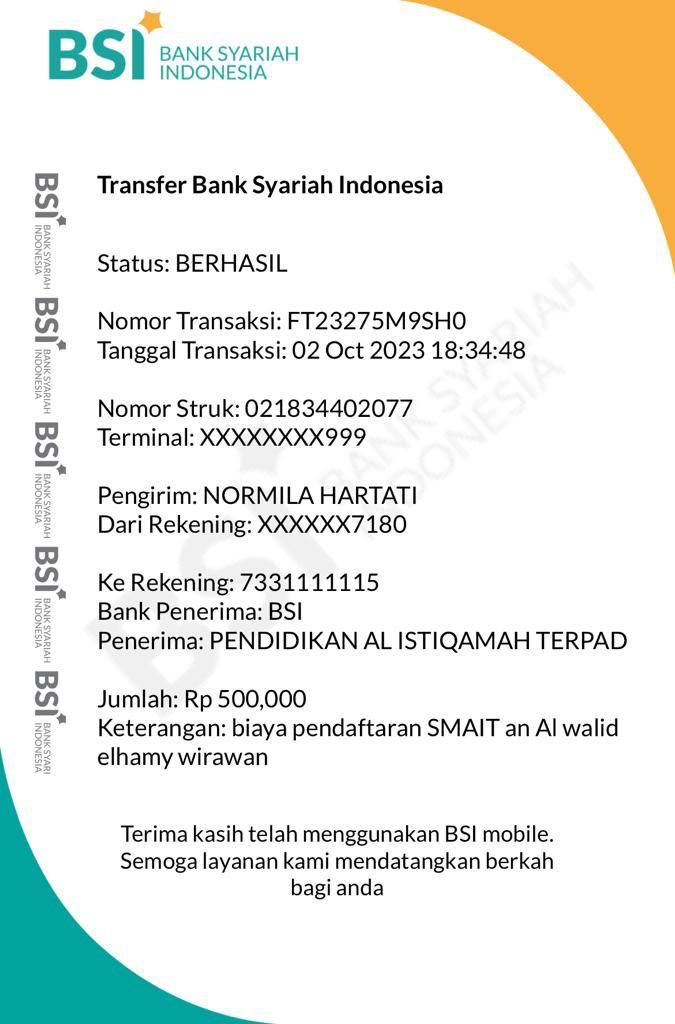 BSI BANK SYARIAH
INDONESIA
Transfer Bank Syariah Indonesia
Status: BERHASIL
Nomor Transaksi: FT23275M9SH0
Tanggal Transaksi: 02 Oct 2023 18:34:48
Nomor Struk: 021834402077
Terminal: XXXXXXXX999
Pengirim: NORMILA HARTATI
Dari Rekening: XXXXXX7180
Ke Rekening: 7331111115
Bank Penerima: BSI
Penerima: PENDIDIKAN AL ISTIQAMAH TERPAD
Jumlah: Rp 500,000
Keterangan: biaya pendaftaran SMAIT an Al walid
elhamy wirawan
Terima kasih telah menggunakan BSI mobile.
Semoga layanan kami mendatangkan berkah
bagi anda
BSI BANK SYARIAH
INDONESIA
BSI BANK SYARIAH
INDONESIA
BSI BANK SYARIAH
INDONESIA
BSI BANK SYARIAH
INDONESIA
BSI BANK SYARI
INDONESIA
BSI BANK SYARIAH
INDONESIA